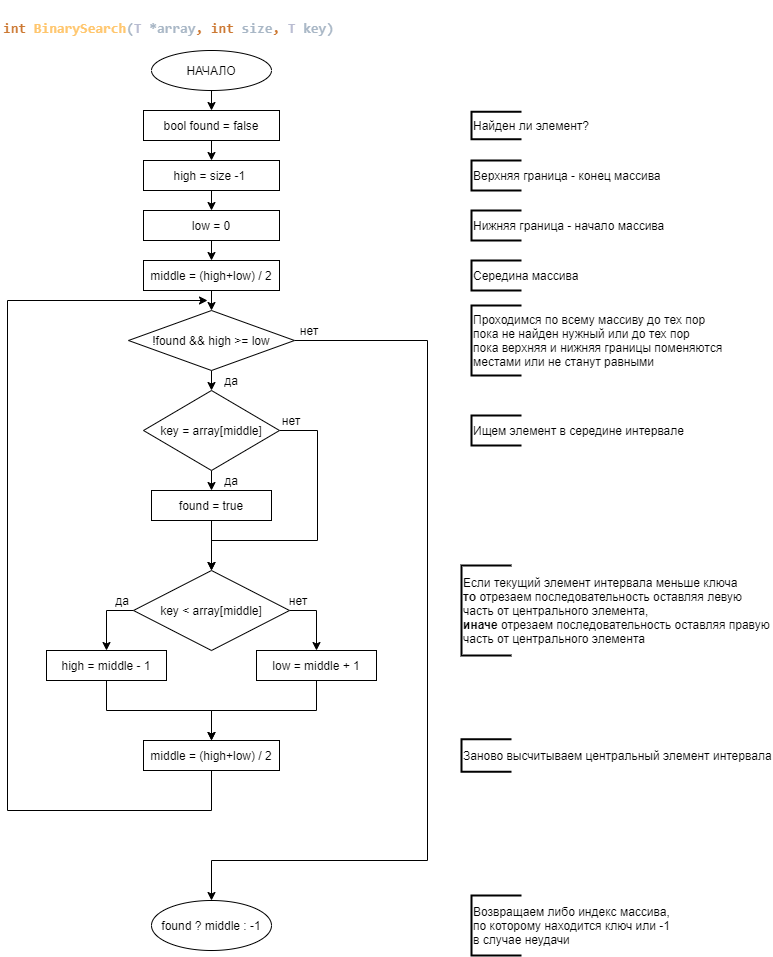 int BinarySearch(T *array, int size, T key)
НАЧАЛО
bool found = false
Найден ли элемент?
high = size -1
Верхняя граница - конец массива
low = 0
Нижняя граница - начало массива
middle = (high+low) / 2
Середина массива
!found && high >= low
нет
да
Проходимся по всему массиву до тех пор
пока не найден нужный или до тех пор
пока верхняя и нижняя границы поменяются
местами или не станут равными
key = array[middle]
нет
да
Ищем элемент в середине интервале
found = true
key < array[middle]
да
нет
Если текущий элемент интервала меньше ключа
то отрезаем последовательность оставляя левую
часть от центрального элемента,
иначе отрезаем последовательность оставляя правую
часть от центрального элемента
high = middle - 1
low = middle + 1
middle = (high+low) / 2
Заново высчитываем центральный элемент интервала
found ? middle : -1
Возвращаем либо индекс массива,
по которому находится ключ или -1
в случае неудачи